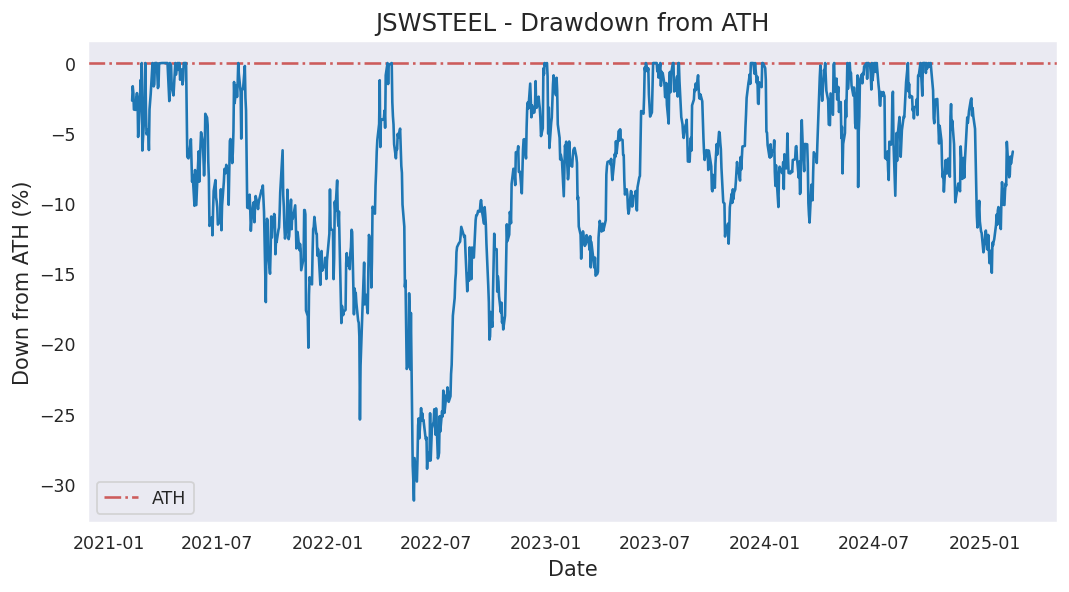 JSWSTEEL - Drawdown from ATH
Down from ATH (%)
0
−5
−10
−15
−20
−25
−30
ATH
2021-01 2021-07 2022-01 2022-07 2023-01 2023-07 2024-01 2024-07 2025-01
Date